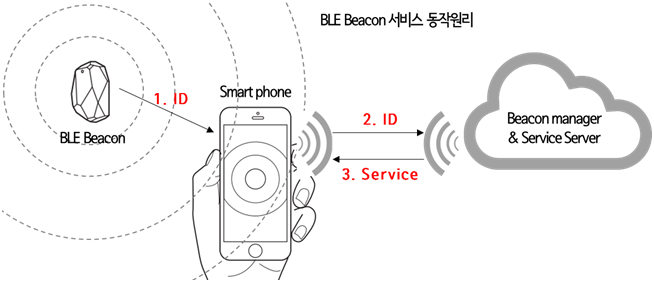 BLE Beacon 서비스 동작원리
1. ID
Smart phone
BLE Beacon
2. ID
3. Service
Beacon manager
& Service Server